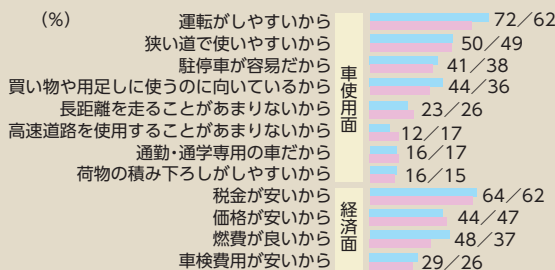 (%)
運転がしやすいから 72／62
狭い道で使いやすいから 50／49
駐停車が容易だから 41／38
買い物や用足しに使うのに向いているから 44／36
長距離を走ることがあまりないから 23／26
高速道路を使用することがあまりないから 12／17
通勤・通学専用の車だから 16／17
荷物の積み下ろしがしやすいから 16／15
車使用面
税金が安いから 64／62
価格が安いから 44／47
燃費が良いから 48／37
車検費用が安いから 29／26
経済面